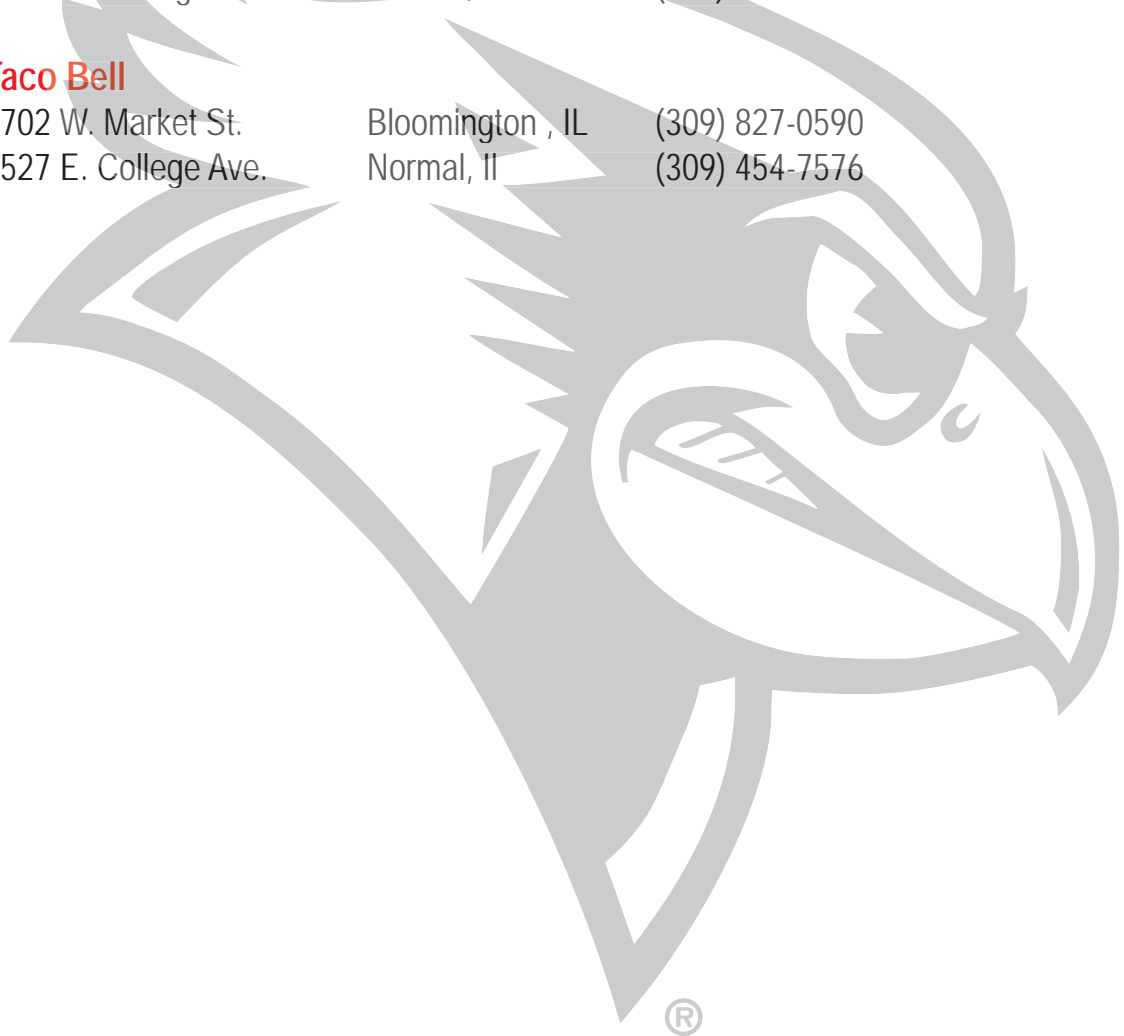 Taco Bell
702 W. Market St. Bloomington , IL (309) 827-0590
527 E. College Ave. Normal, Il (309) 454-7576
®